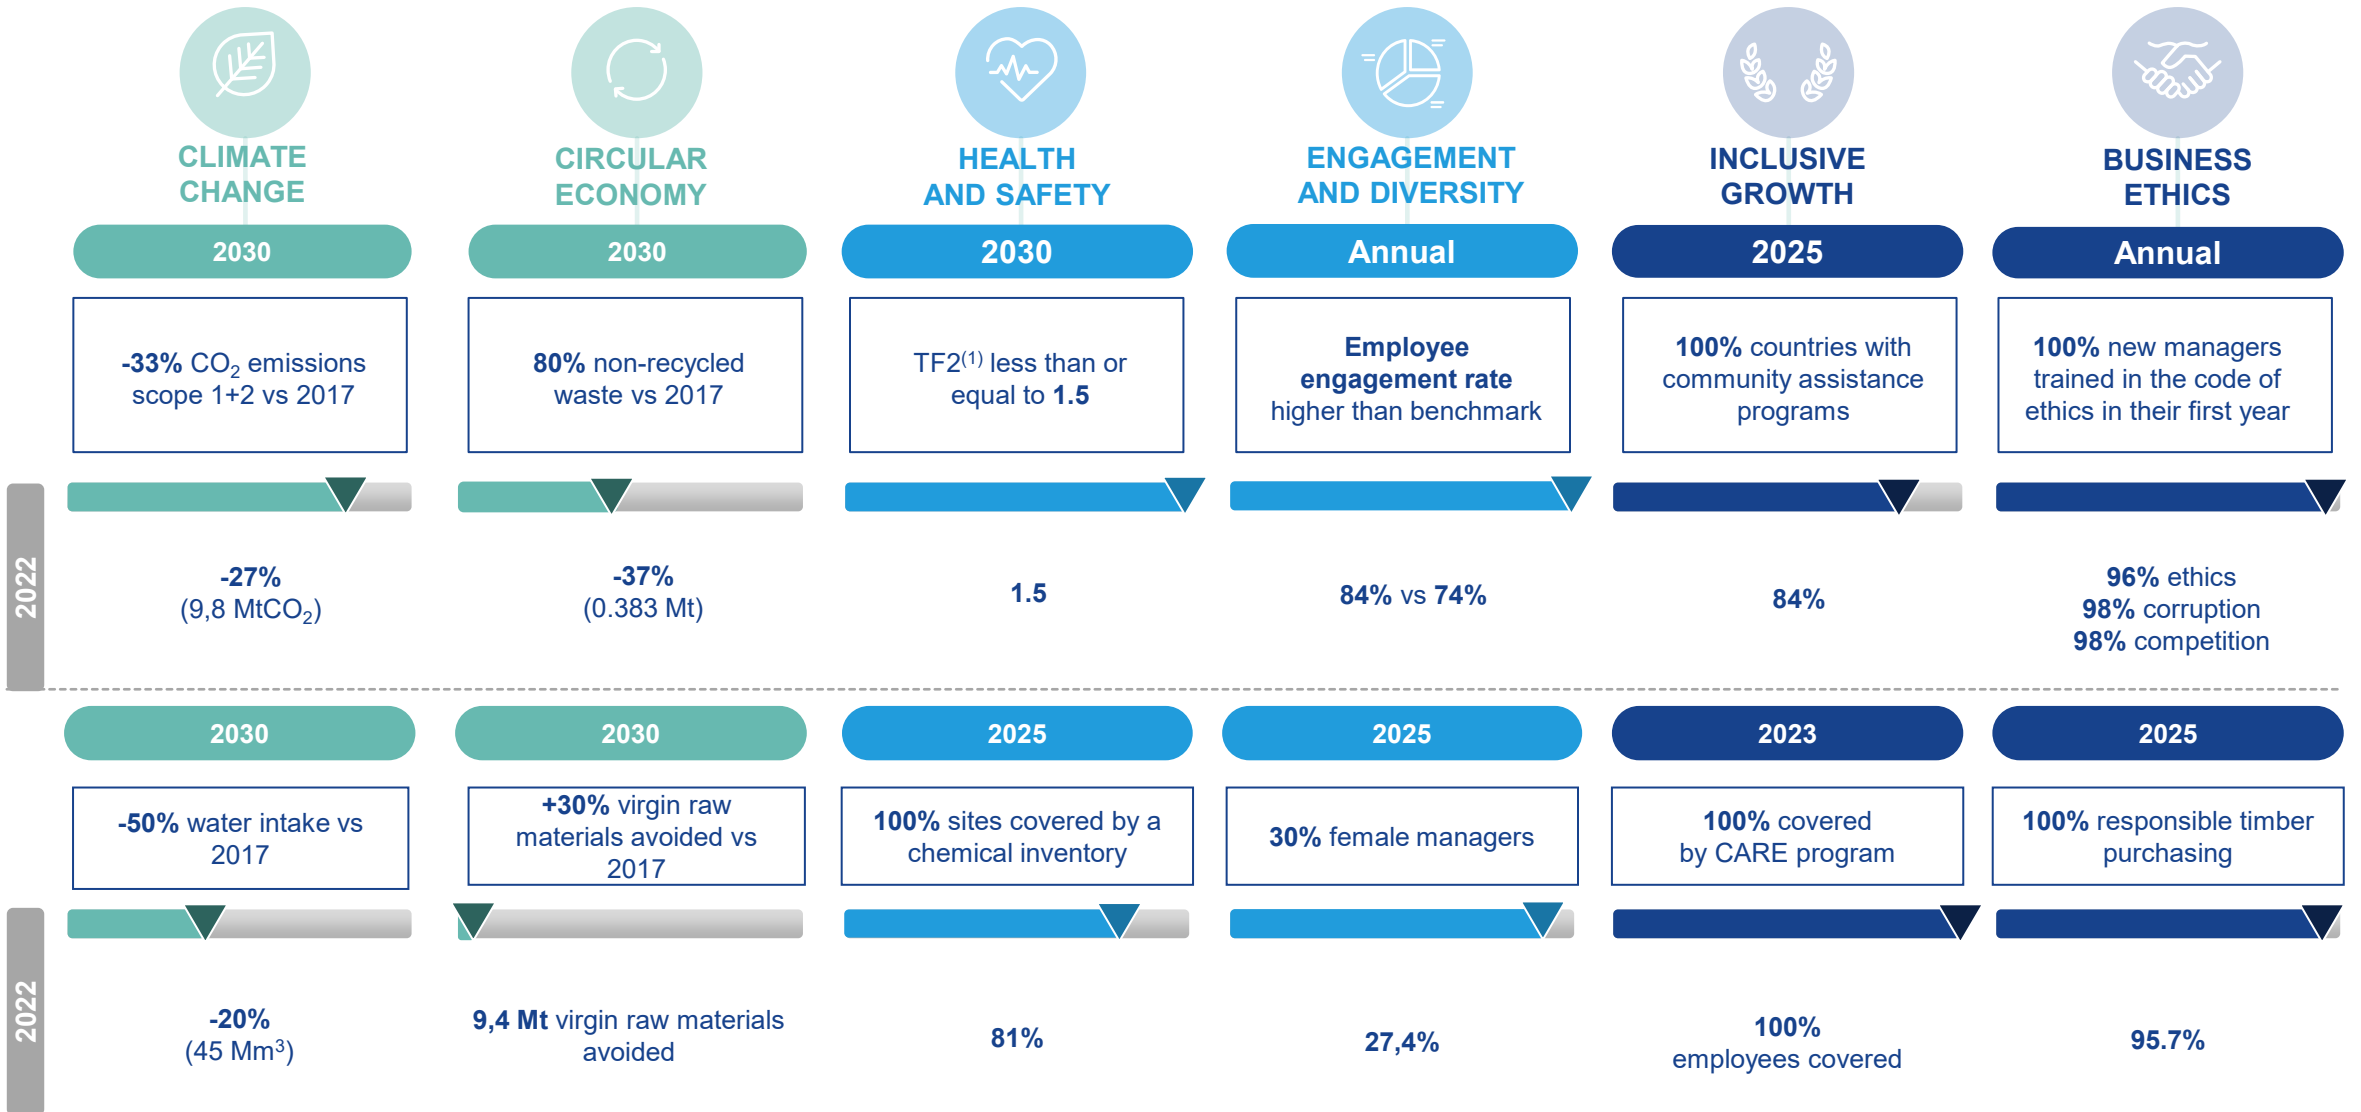 CLIMATE
CHANGE
CIRCULAR
ECONOMY
HEALTH
AND SAFETY
ENGAGEMENT
AND DIVERSITY
INCLUSIVE
GROWTH
BUSINESS
ETHICS
2030
2030
2030
Annual
2025
Annual
-33% CO₂ emissions
scope 1+2 vs 2017
80% non-recycled
waste vs 2017
TF2⁽¹⁾ less than or
equal to 1.5
Employee
engagement rate
higher than benchmark
100% countries with
community assistance
programs
100% new managers
trained in the code of
ethics in their first year
2022
-27%
(9,8 MtCO₂)
-37%
(0.383 Mt)
1.5
84% vs 74%
84%
96% ethics
98% corruption
98% competition
2030
2030
2025
2025
2023
2025
-50% water intake vs
2017
+30% virgin raw
materials avoided vs
2017
100% sites covered by a
chemical inventory
30% female managers
100% covered
by CARE program
100% responsible timber
purchasing
2022
-20%
(45 Mm³)
9,4 Mt virgin raw materials
avoided
81%
27,4%
100%
employees covered
95.7%